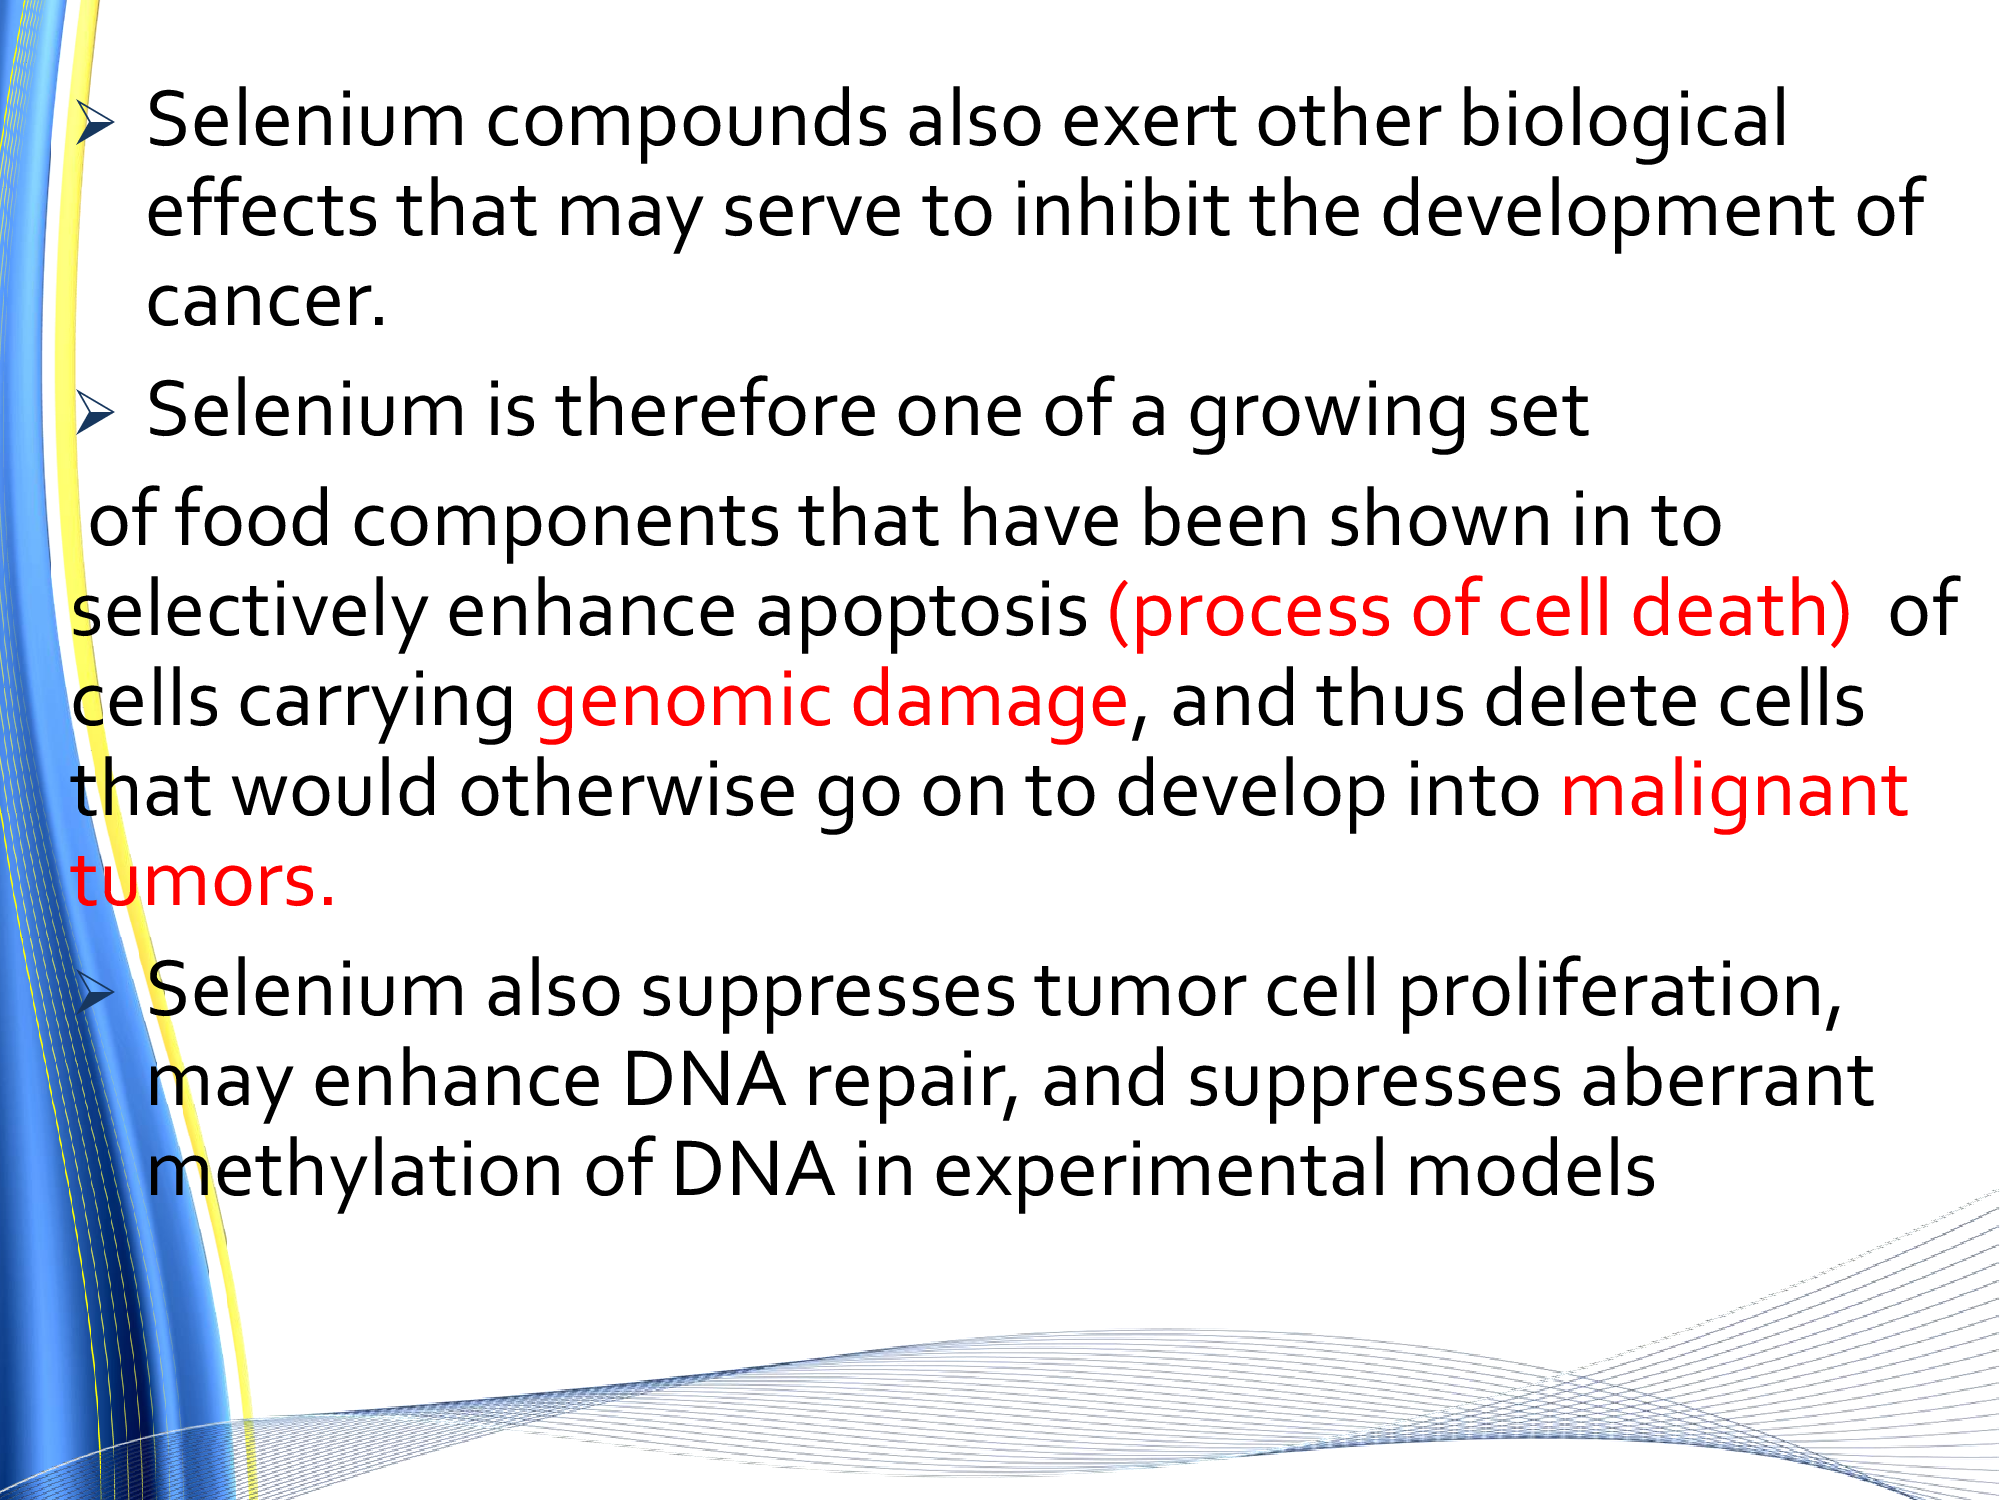 Selenium compounds also exert other biological
effects that may serve to inhibit the development of
cancer.
Selenium is therefore one of a growing set
of food components that have been shown in to
selectively enhance apoptosis (process of cell death) of
cells carrying genomic damage, and thus delete cells
that would otherwise go on to develop into malignant
tumors.
Selenium also suppresses tumor cell proliferation,
may enhance DNA repair, and suppresses aberrant
methylation of DNA in experimental models